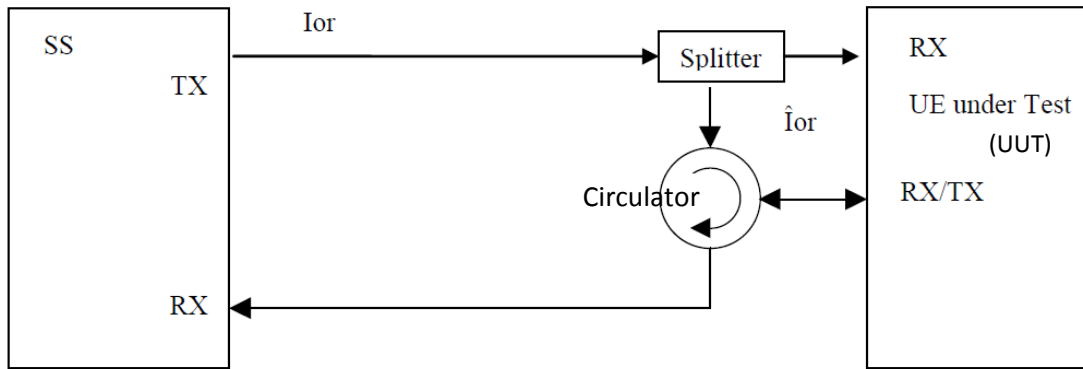 Ior
SS
Splitter
RX
TX
UE under Test
Îor
(UUT)
Circulator
RX/TX
RX